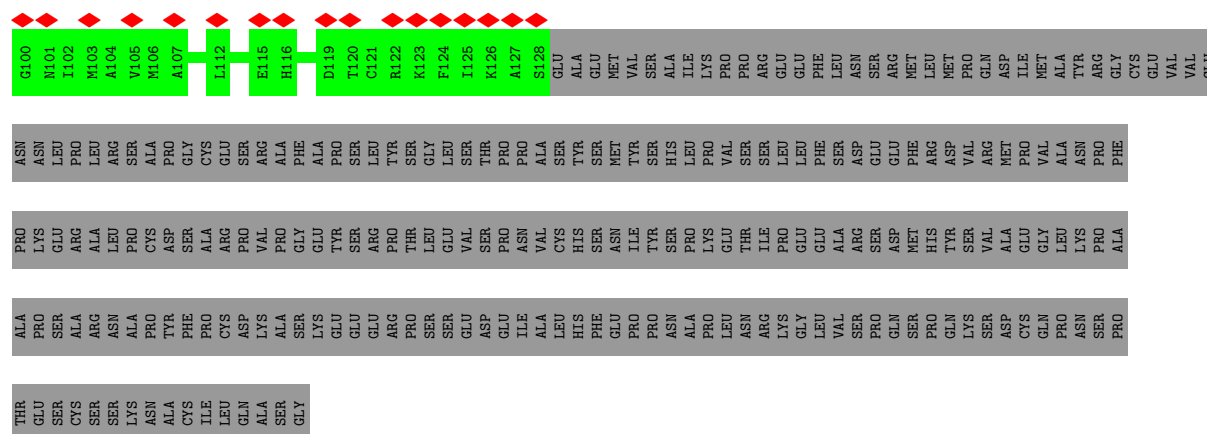 G100 N101 I102 M103 A104 V105 M106 A107 L112 E115 H116 D119 T120 C121 R122 K123 F124 I125 K126 A127 S128 GLU ALA GLU MET VAL SER ALA ILE LYS PRO PRO ARG GLU GLU PHE LEU ASN SER ARG MET LEU MET PRO GLN ASP ILE MET ALA TYR ARG GLY CYS GLU VAL VAL GLU
ASN ASN LEU PRO LEU ARG SER ALA PRO GLY CYS GLU SER ARG ALA PHE ALA PRO SER LEU TYR SER GLY LEU SER THR PRO PRO ALA SER TYR SER MET TYR SER HIS LEU PRO VAL SER SER LEU LEU PHE SER ASP GLU GLU PHE ARG ASP VAL ARG MET PRO VAL ALA ASN PRO PHE
PRO LYS GLU ARG ALA LEU PRO CYS ASP SER ALA ARG PRO VAL PRO GLY GLU TYR SER ARG PRO THR LEU GLU VAL SER PRO ASN VAL CYS HIS SER ASN ILE TYR SER PRO LYS GLU THR ILE PRO GLU GLU ALA ARG SER ASP MET HIS TYR SER VAL ALA GLU GLY LEU LYS PRO ALA
ALA PRO SER ALA ARG ASN ALA PRO TYR PHE PRO CYS ASP LYS ALA SER LYS GLU GLU GLU ARG PRO SER SER GLU ASP GLU ILE ALA LEU HIS PHE GLU PRO PRO ASN ALA PRO LEU ASN ARG LYS GLY LEU VAL SER PRO GLN SER PRO GLN LYS SER ASP CYS GLN PRO ASN SER PRO
THR GLU SER CYS SER SER LYS ASN ALA CYS ILE LEU GLN ALA SER GLY